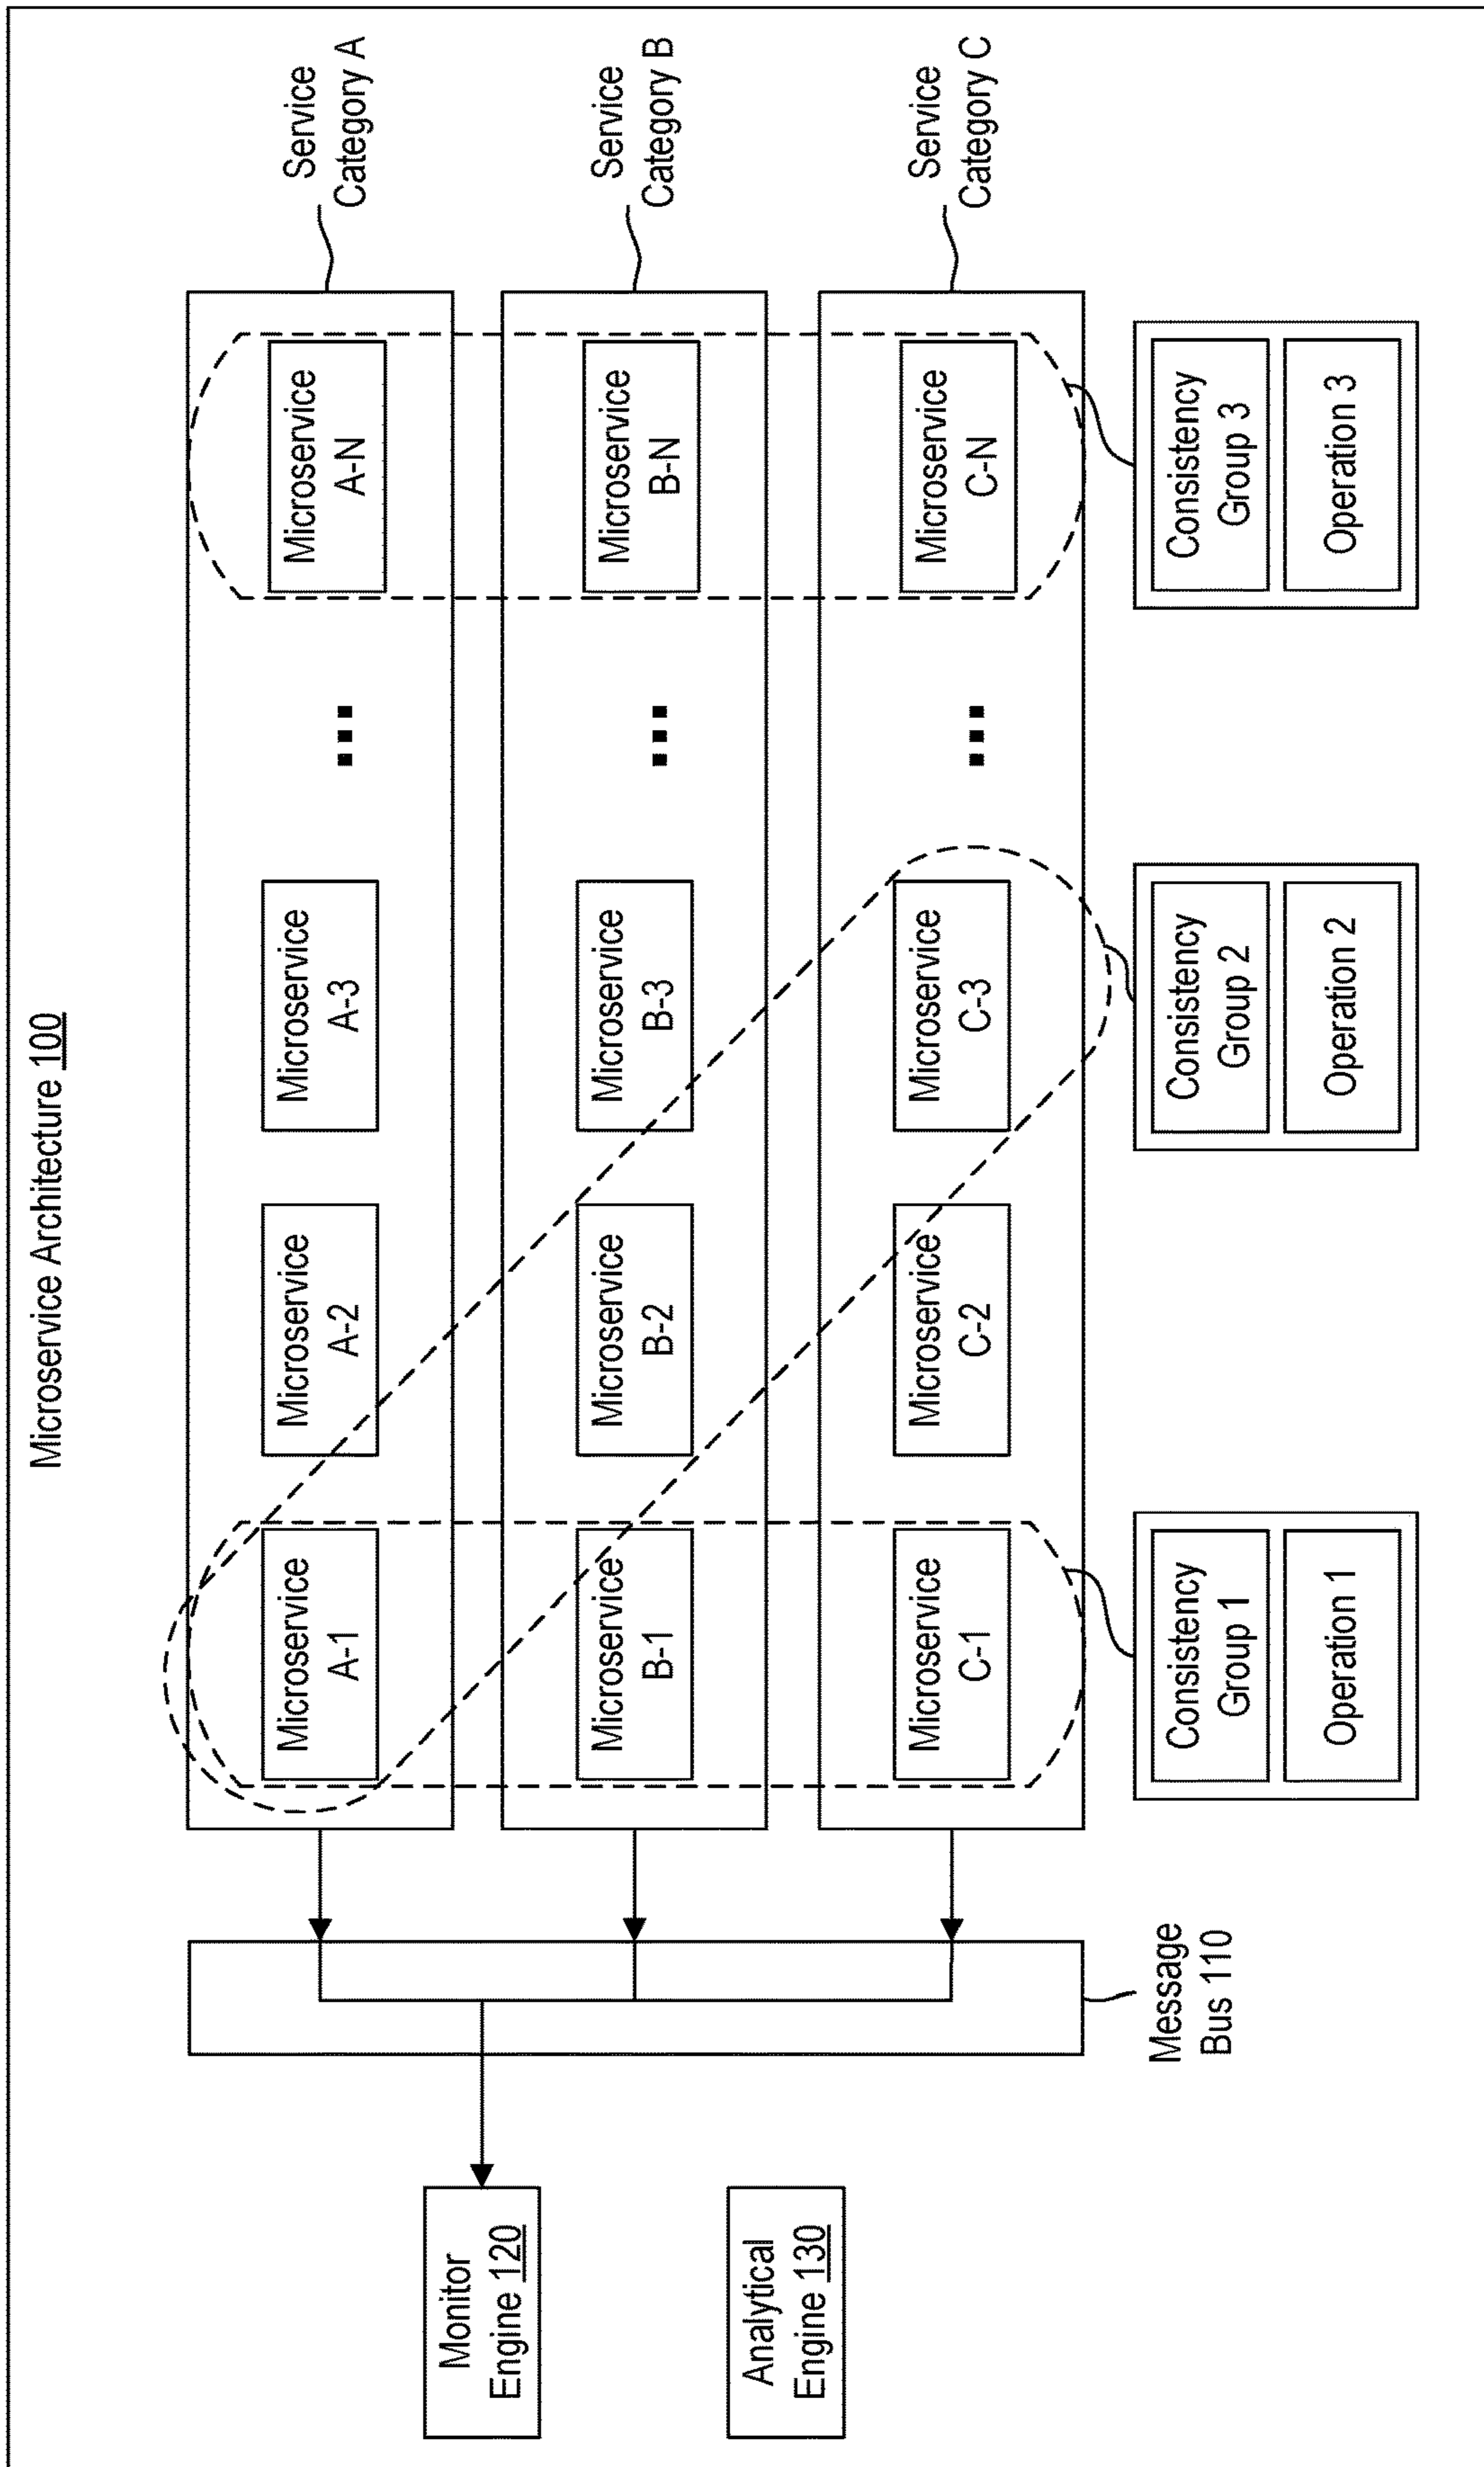 Microservice Architecture 100
Monitor
Engine 120
Analytical
Engine 130
Message
Bus 110
Service
Category A
Microservice
A-1
Microservice
A-2
Microservice
A-3
...
Microservice
A-N
Service
Category B
Microservice
B-1
Microservice
B-2
Microservice
B-3
...
Microservice
B-N
Service
Category C
Microservice
C-1
Microservice
C-2
Microservice
C-3
...
Microservice
C-N
Consistency
Group 1
Operation 1
Consistency
Group 2
Operation 2
Consistency
Group 3
Operation 3